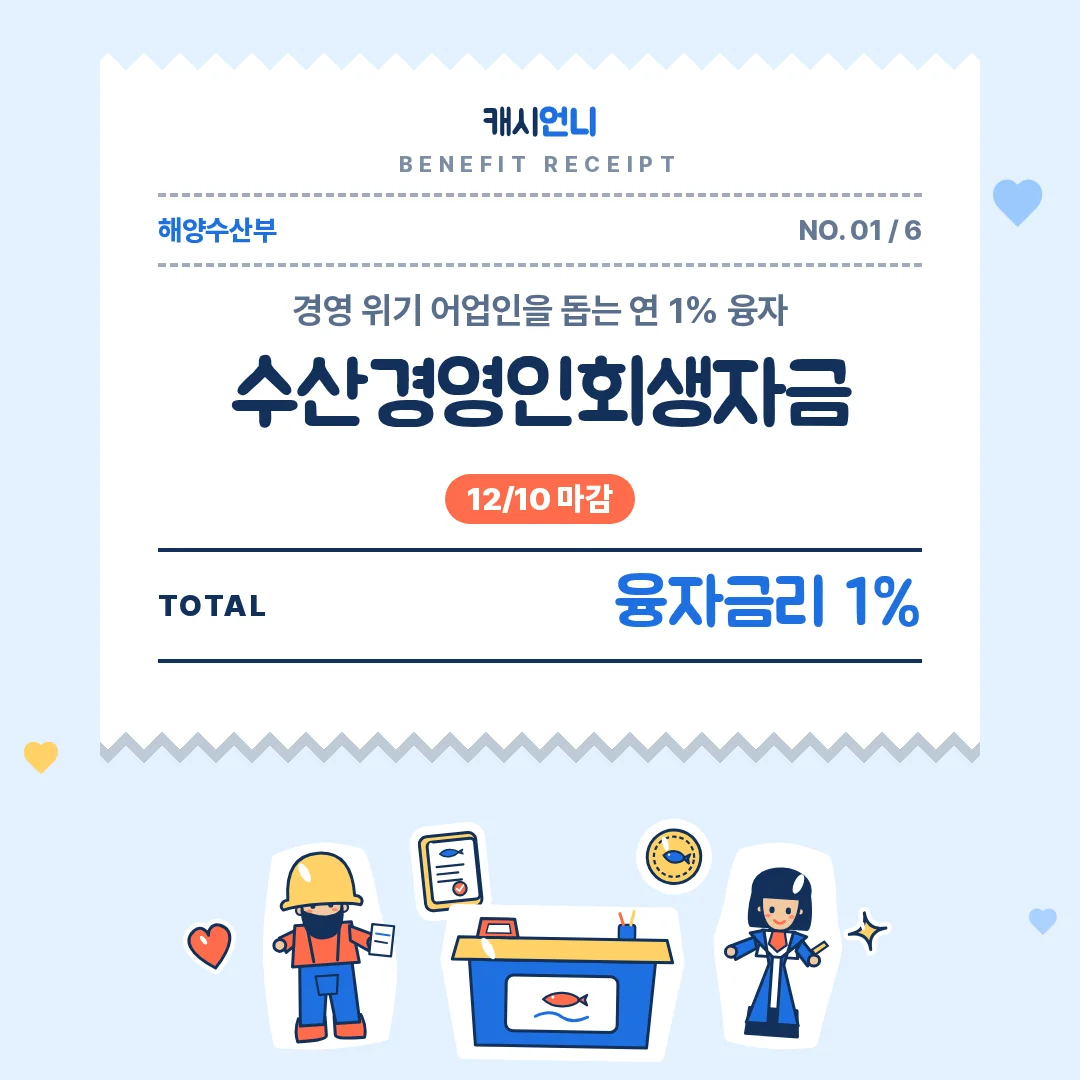 캐시언니
BENEFIT RECEIPT
해양수산부
NO. 01 / 6
경영 위기 어업인을 돕는 연 1% 융자
수산경영인회생자금
12/10 마감
TOTAL
융자금리 1%